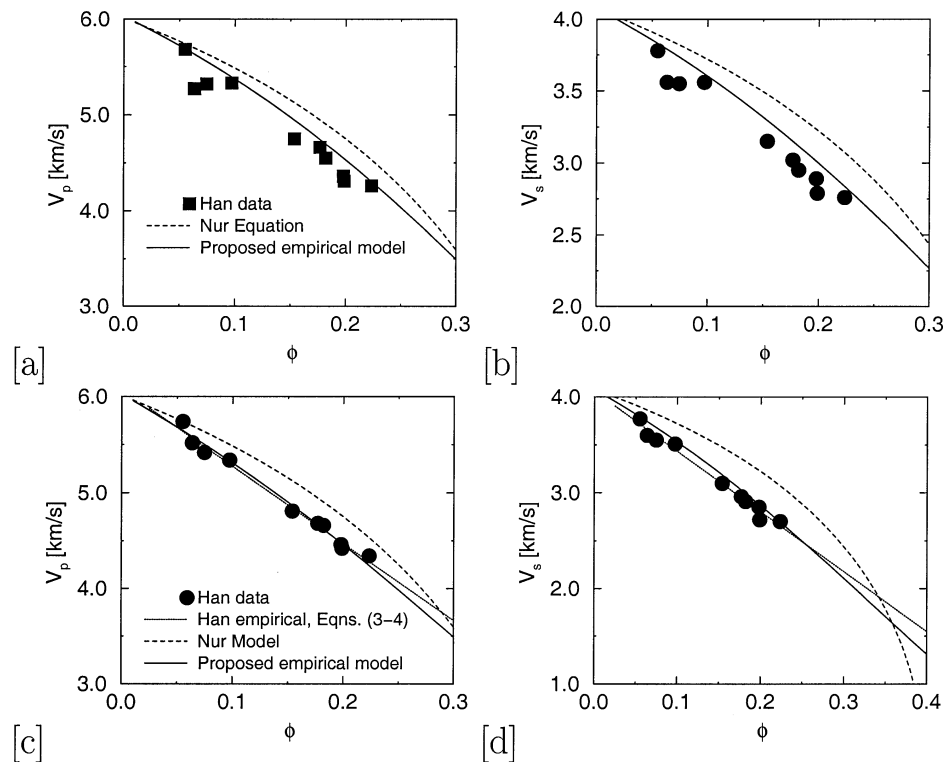 6.0
5.0
4.0
3.0
V_p [km/s]
Han data
Nur Equation
Proposed empirical model
0.0 0.1 0.2 0.3
ϕ
[a]
4.0
3.5
3.0
2.5
2.0
V_s [km/s]
0.0 0.1 0.2 0.3
ϕ
[b]
6.0
5.0
4.0
3.0
V_p [km/s]
Han data
Han empirical, Eqns. (3-4)
Nur Model
Proposed empirical model
0.0 0.1 0.2 0.3
ϕ
[c]
4.0
3.0
2.0
1.0
V_s [km/s]
0.0 0.1 0.2 0.3 0.4
ϕ
[d]